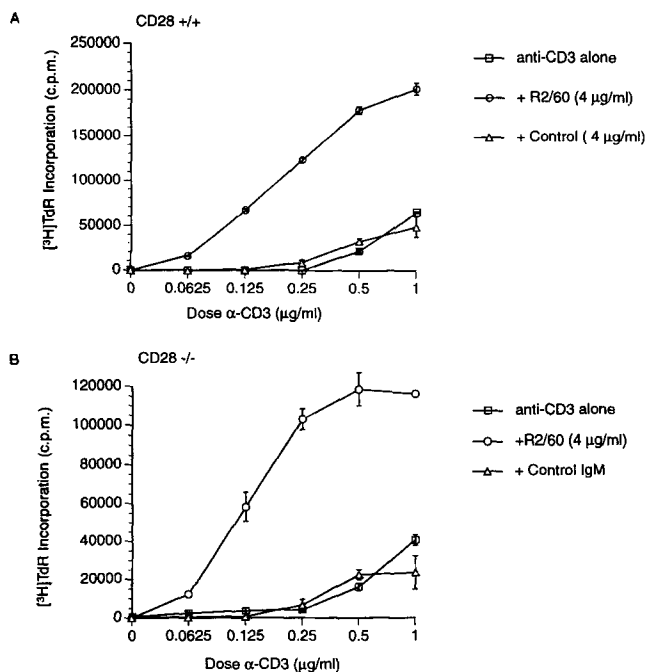 A
CD28 +/+
[³H]TdR Incorporation (c.p.m.)
250000
200000
150000
100000
50000
0
0 0.0625 0.125 0.25 0.5 1
Dose α-CD3 (μg/ml)
anti-CD3 alone
+ R2/60 (4 μg/ml)
+ Control ( 4 μg/ml)
B
CD28 -/-
[³H]TdR Incorporation (c.p.m.)
120000
100000
80000
60000
40000
20000
0
0 0.0625 0.125 0.25 0.5 1
Dose α-CD3 (μg/ml)
anti-CD3 alone
+R2/60 (4 μg/ml)
+ Control IgM